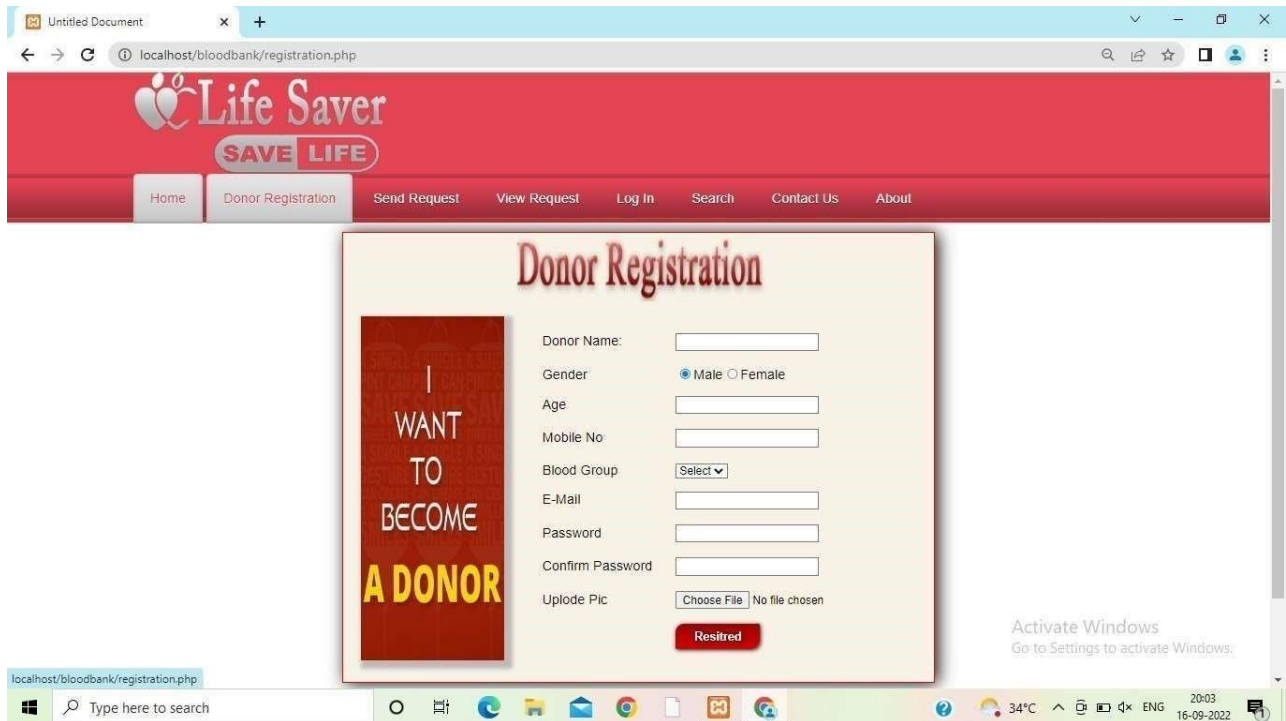 Untitled Document
localhost/bloodbank/registration.php
Life Saver
SAVE LIFE
Home Donor Registration Send Request View Request Log In Search Contact Us About
Donor Registration
I
WANT
TO
BECOME
A DONOR
Donor Name:
Gender Male Female
Age
Mobile No
Blood Group Select
E-Mail
Password
Confirm Password
Uplode Pic Choose File No file chosen
Resitred
Activate Windows
Go to Settings to activate Windows.
localhost/bloodbank/registration.php
Type here to search
34°C ENG 20:03
16-09-2022
1